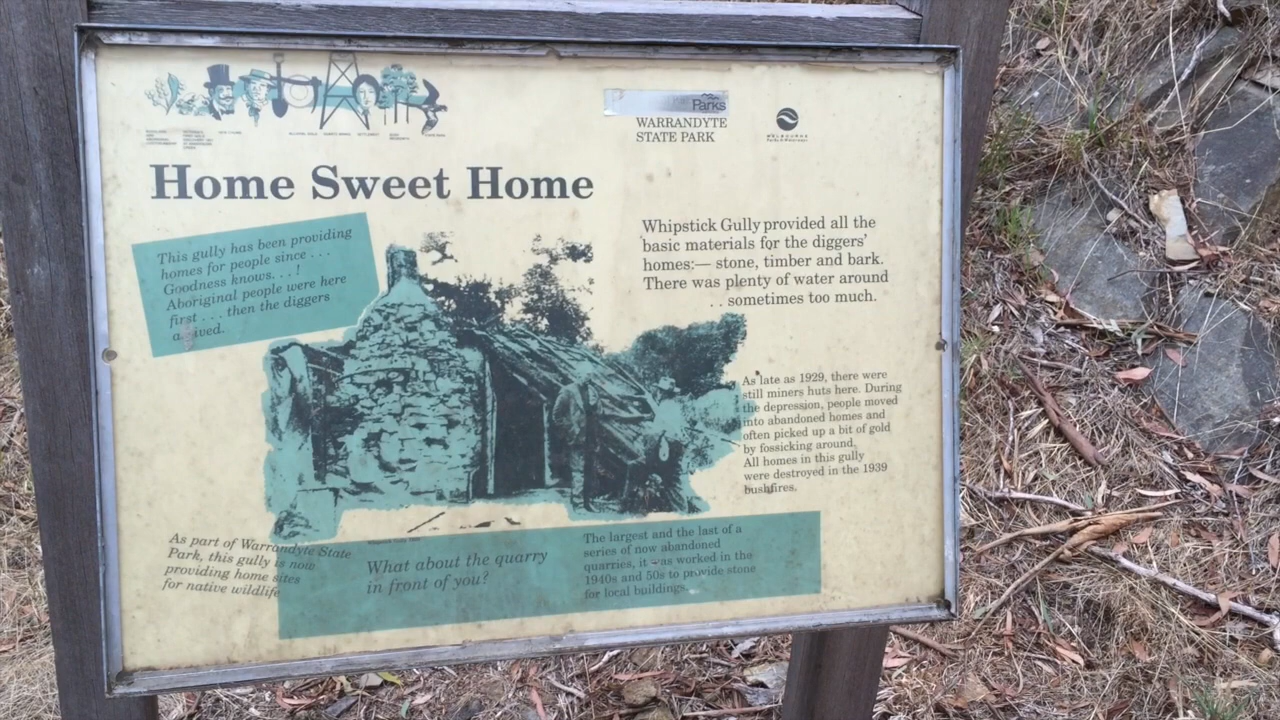 Parks
WARRANDYTE
STATE PARK
MELBOURNE
Home Sweet Home
This gully has been providing
homes for people since . . .
Goodness knows. . . !
Aboriginal people were here
first . . . then the diggers
arrived.
Whipstick Gully provided all the
basic materials for the diggers'
homes:— stone, timber and bark.
There was plenty of water around
. . sometimes too much.
As late as 1929, there were
still miners huts here. During
the depression, people moved
into abandoned homes and
often picked up a bit of gold
by fossicking around.
All homes in this gully
were destroyed in the 1939
bushfires.
As part of Warrandyte State
Park, this gully is now
providing home sites
for native wildlife
What about the quarry
in front of you?
The largest and the last of a
series of now abandoned
quarries, it was worked in the
1940s and 50s to provide stone
for local buildings.